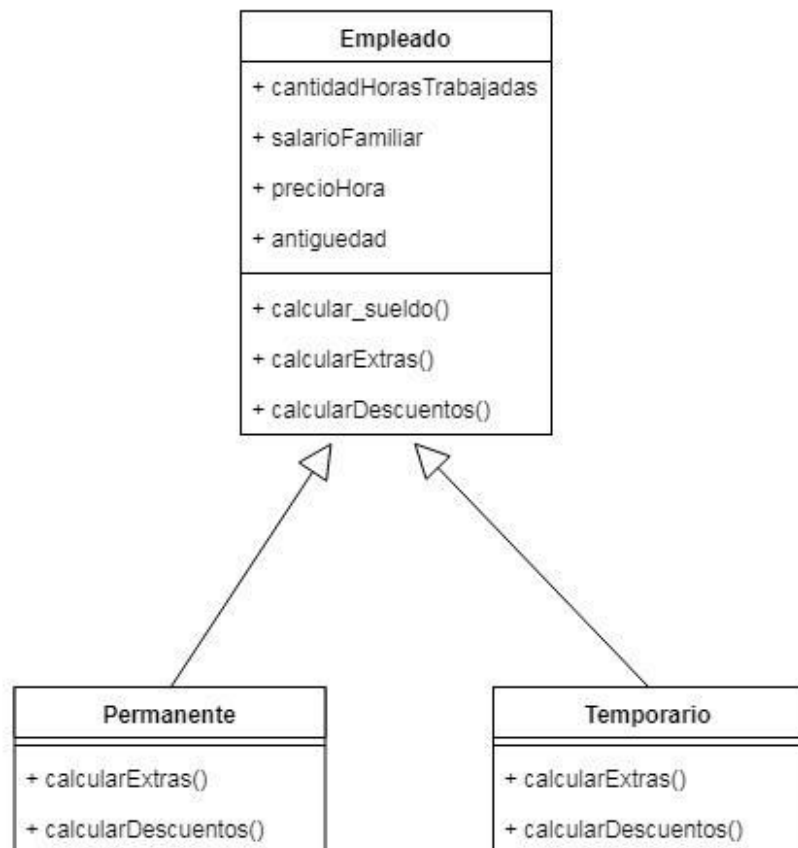 Empleado
+ cantidadHorasTrabajadas
+ salarioFamiliar
+ precioHora
+ antiguedad
+ calcular_sueldo()
+ calcularExtras()
+ calcularDescuentos()
Permanente
+ calcularExtras()
+ calcularDescuentos()
Temporario
+ calcularExtras()
+ calcularDescuentos()